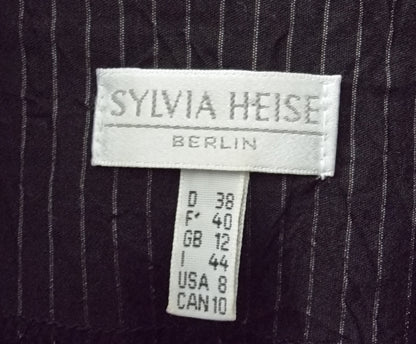 SYLVIA HEISE
BERLIN
D 38
F 40
GB 12
I 44
USA 8
CAN 10